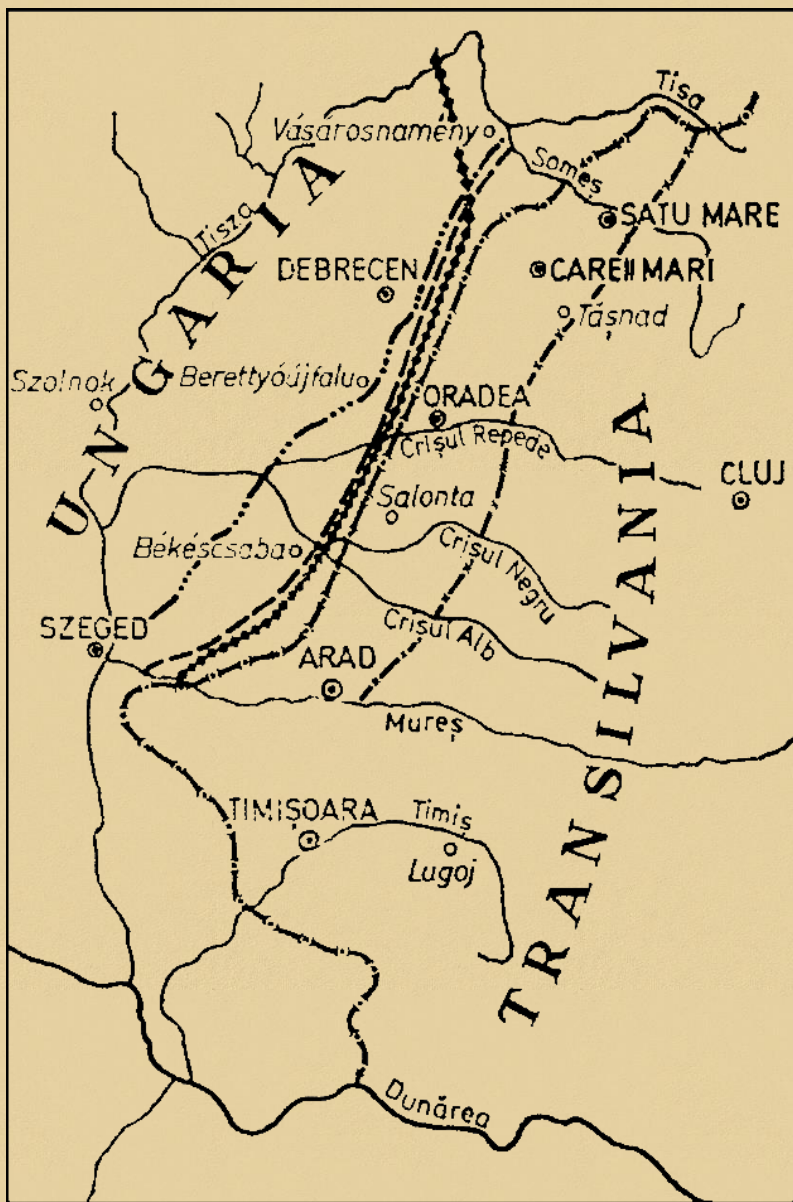 Tisa
Vásárosnamény
Someș
SATU MARE
Tisza
UNGARIA
DEBRECEN
CAREII MARI
Tășnad
Szolnok
Berettyóújfalu
ORADEA
Crișul Repede
CLUJ
Salonta
Békéscsaba
Crisul Negru
Crișul Alb
SZEGED
ARAD
Mureș
TRANSILVANIA
TIMIȘOARA
Timiș
Lugoj
Dunărea